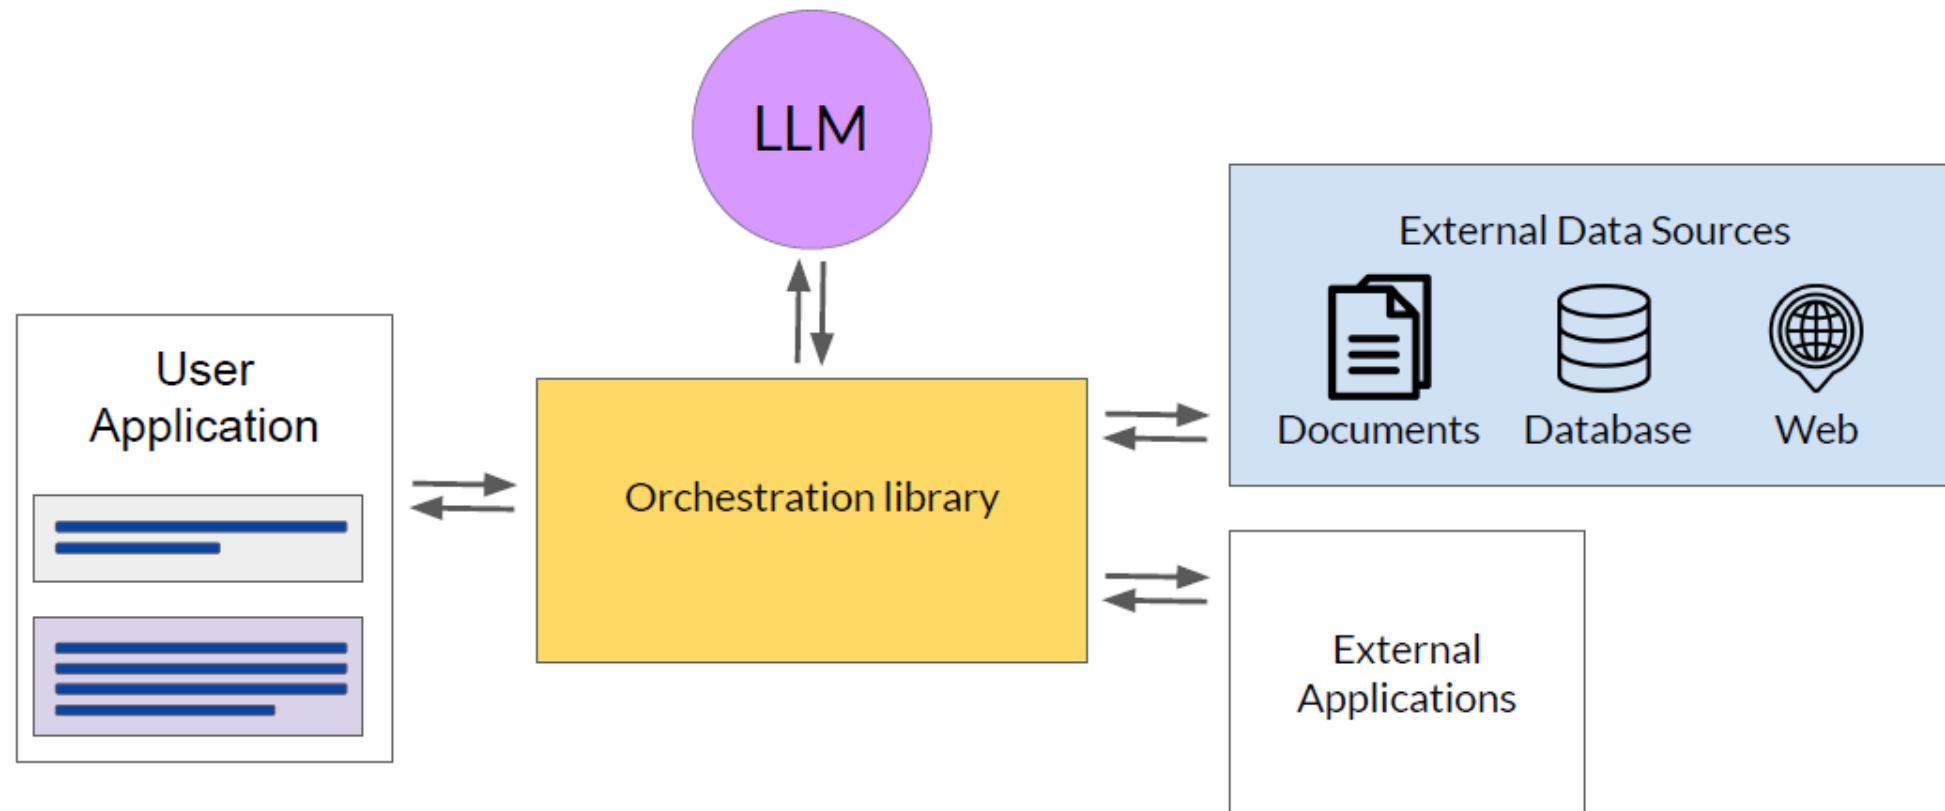 LLM
External Data Sources
Documents Database Web
User
Application
Orchestration library
External
Applications